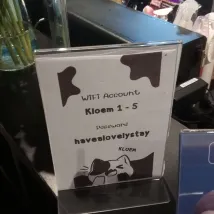 WiFi Account
Kloem 1 - 5
Password
havealovelystay
KLOEM